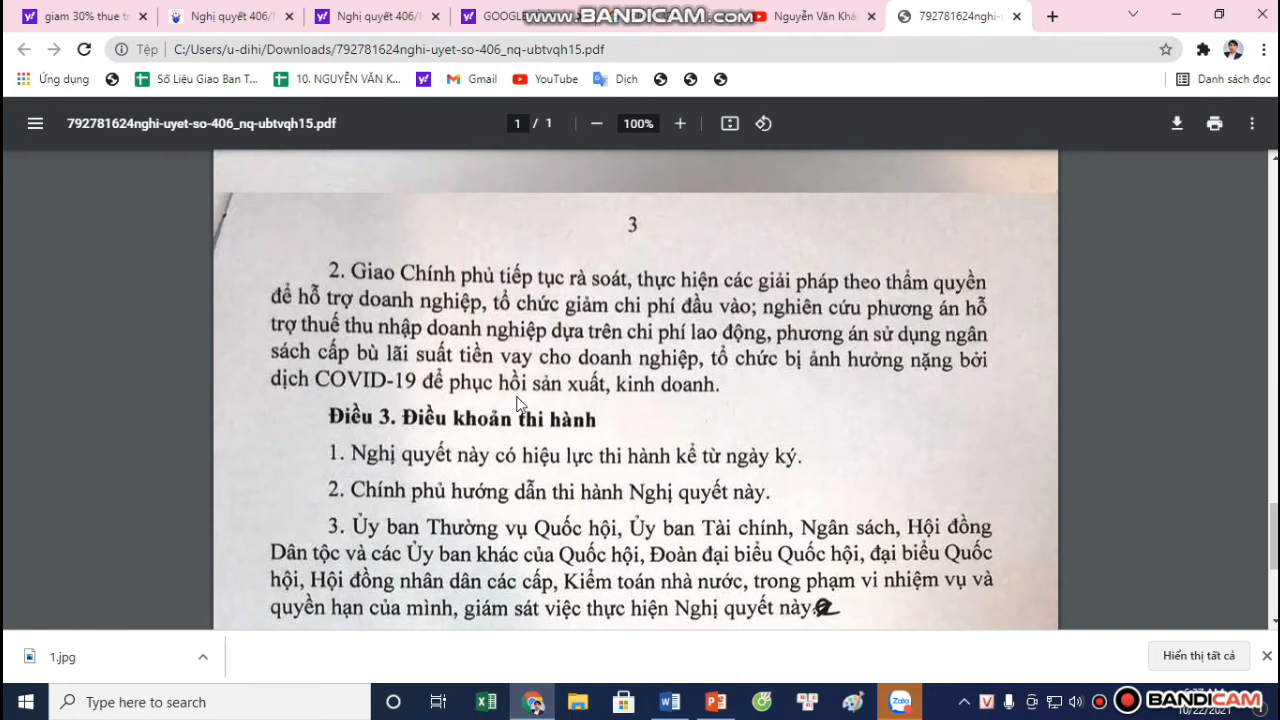 giam 30% thue t
Nghị quyết 406/
Nghị quyết 406/
GOOGLE
www.BANDICAM.com
Nguyễn Văn Khá
792781624nghi-
Tệp
C:/Users/u-dihi/Downloads/792781624nghi-uyet-so-406_nq-ubtvqh15.pdf
Ứng dụng
Số Liệu Giao Ban T...
10. NGUYỄN VĂN K...
Gmail
YouTube
Dịch
Danh sách đọc
792781624nghi-uyet-so-406_nq-ubtvqh15.pdf
1 / 1
100%
3
2. Giao Chính phủ tiếp tục rà soát, thực hiện các giải pháp theo thẩm quyền
để hỗ trợ doanh nghiệp, tổ chức giảm chi phí đầu vào; nghiên cứu phương án hỗ
trợ thuế thu nhập doanh nghiệp dựa trên chi phí lao động, phương án sử dụng ngân
sách cấp bù lãi suất tiền vay cho doanh nghiệp, tổ chức bị ảnh hưởng nặng bởi
dịch COVID-19 để phục hồi sản xuất, kinh doanh.
Điều 3. Điều khoản thi hành
1. Nghị quyết này có hiệu lực thi hành kể từ ngày ký.
2. Chính phủ hướng dẫn thi hành Nghị quyết này.
3. Ủy ban Thường vụ Quốc hội, Ủy ban Tài chính, Ngân sách, Hội đồng
Dân tộc và các Ủy ban khác của Quốc hội, Đoàn đại biểu Quốc hội, đại biểu Quốc
hội, Hội đồng nhân dân các cấp, Kiểm toán nhà nước, trong phạm vi nhiệm vụ và
quyền hạn của mình, giám sát việc thực hiện Nghị quyết này.
1.jpg
Hiển thị tất cả
Type here to search
Zalo
BANDICAM
10/22/2021